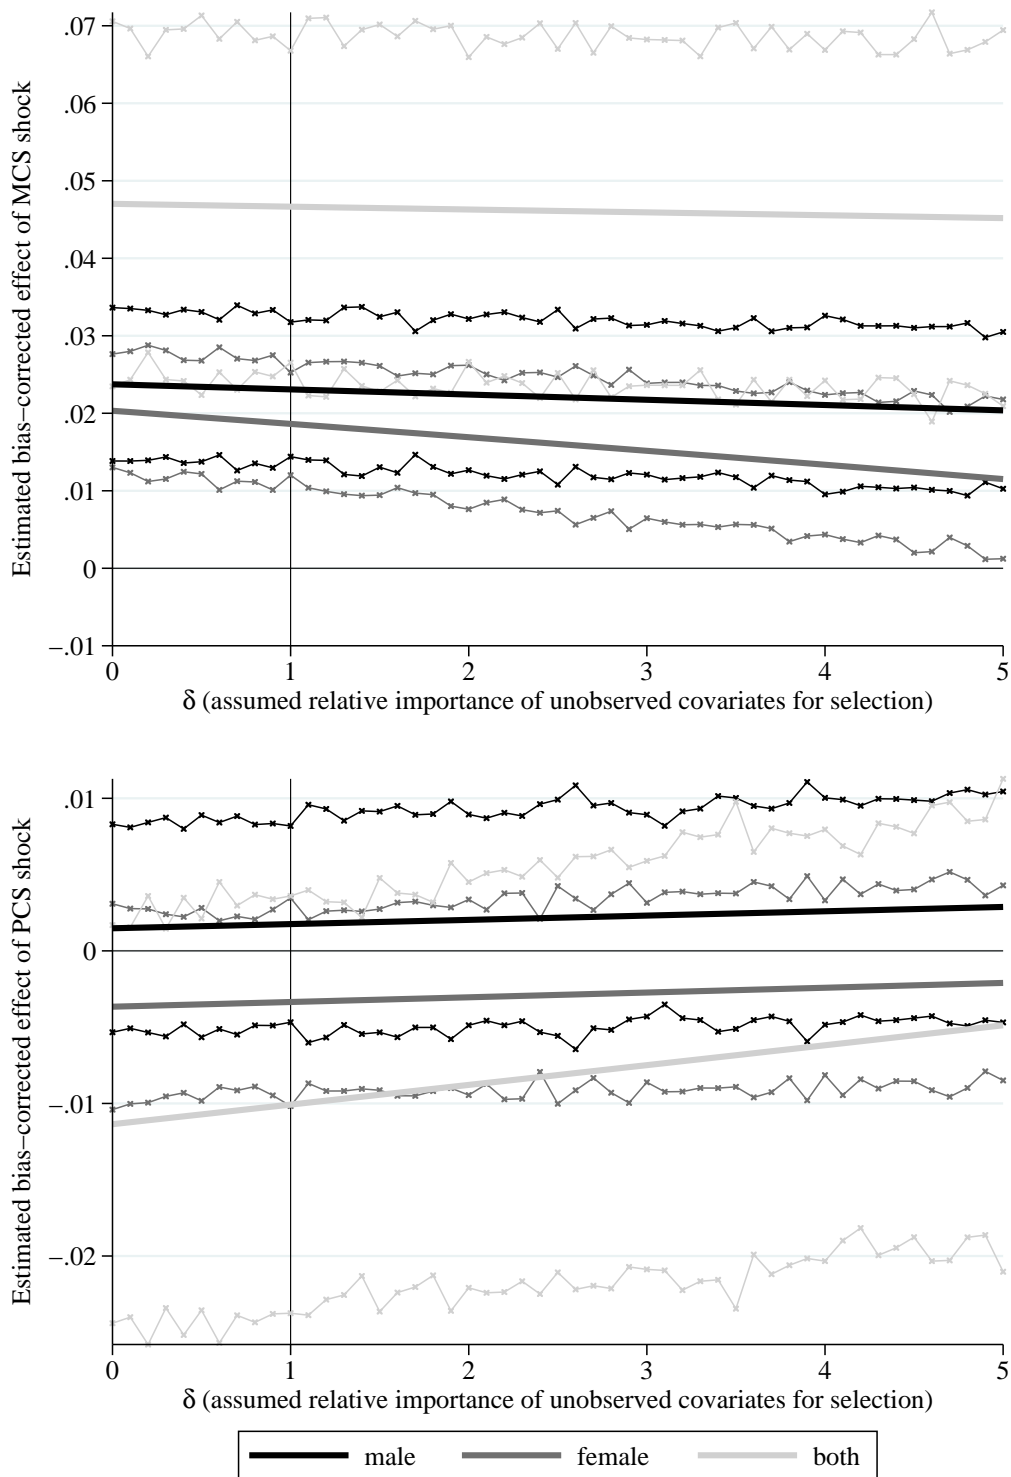 Estimated bias−corrected effect of MCS shock
.07
.06
.05
.04
.03
.02
.01
0
−.01
0 1 2 3 4 5
δ (assumed relative importance of unobserved covariates for selection)
Estimated bias−corrected effect of PCS shock
.01
0
−.01
−.02
0 1 2 3 4 5
δ (assumed relative importance of unobserved covariates for selection)
male female both